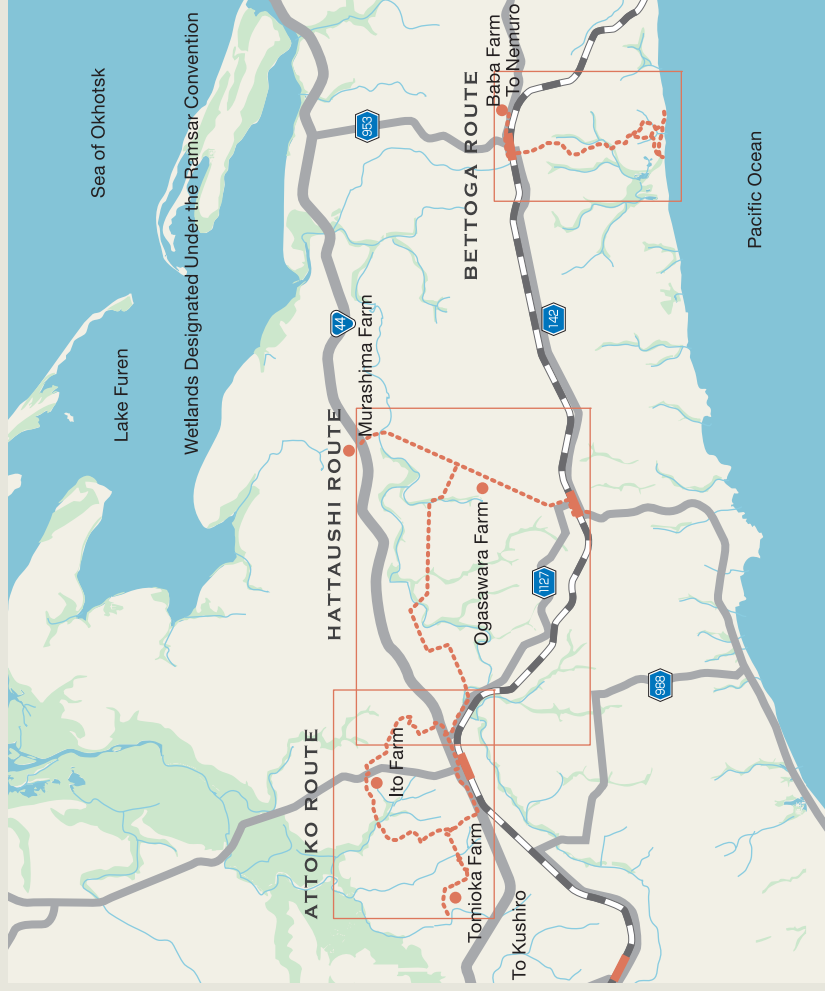 Sea of Okhotsk
Lake Furen
Wetlands Designated Under the Ramsar Convention
ATTOKO ROUTE
HATTAUSHI ROUTE
44
Murashima Farm
953
Ito Farm
Tomioka Farm
Ogasawara Farm
BETTOGA ROUTE
Baba Farm
To Nemuro
To Kushiro
1127
142
988
Pacific Ocean